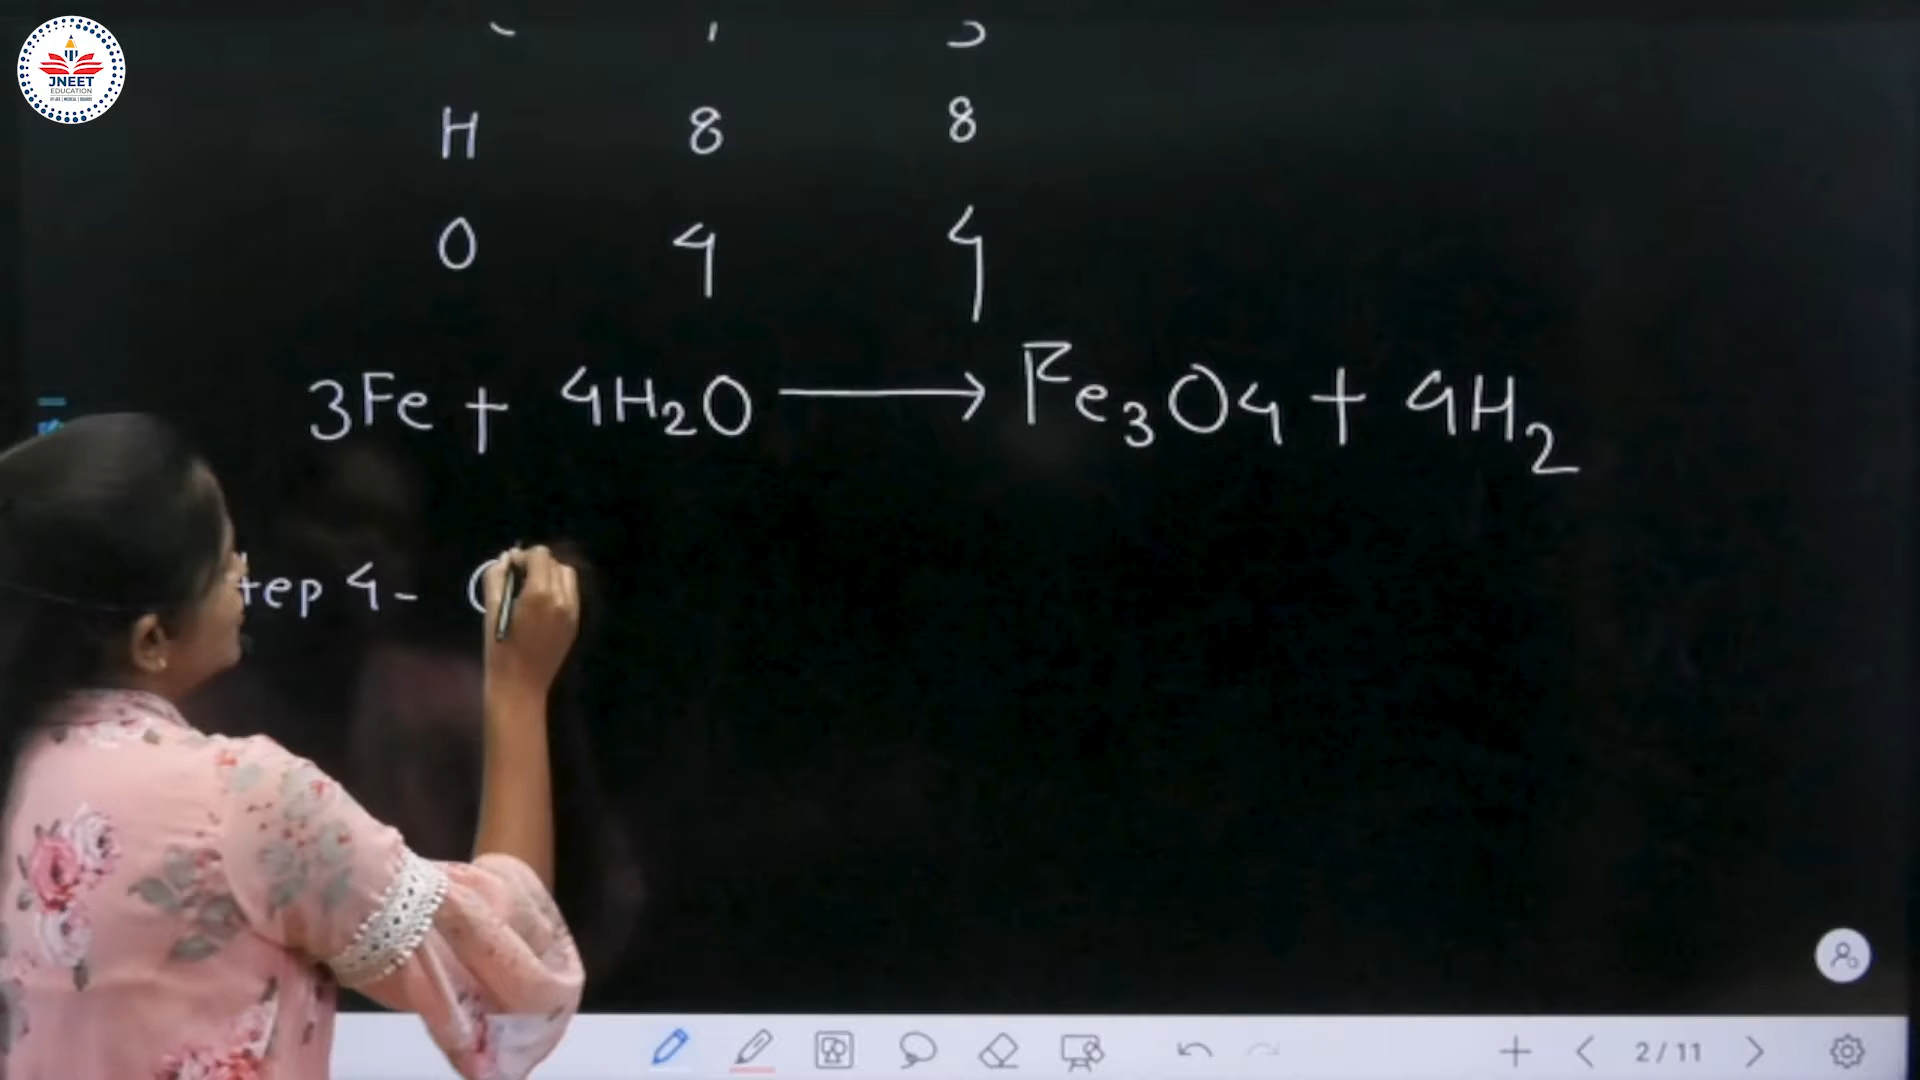 JNEET
EDUCATION
H 8 8
O 4 4
3Fe + 4H₂O ⟶ Fe₃O₄ + 4H₂
tep 4 -
2 / 11